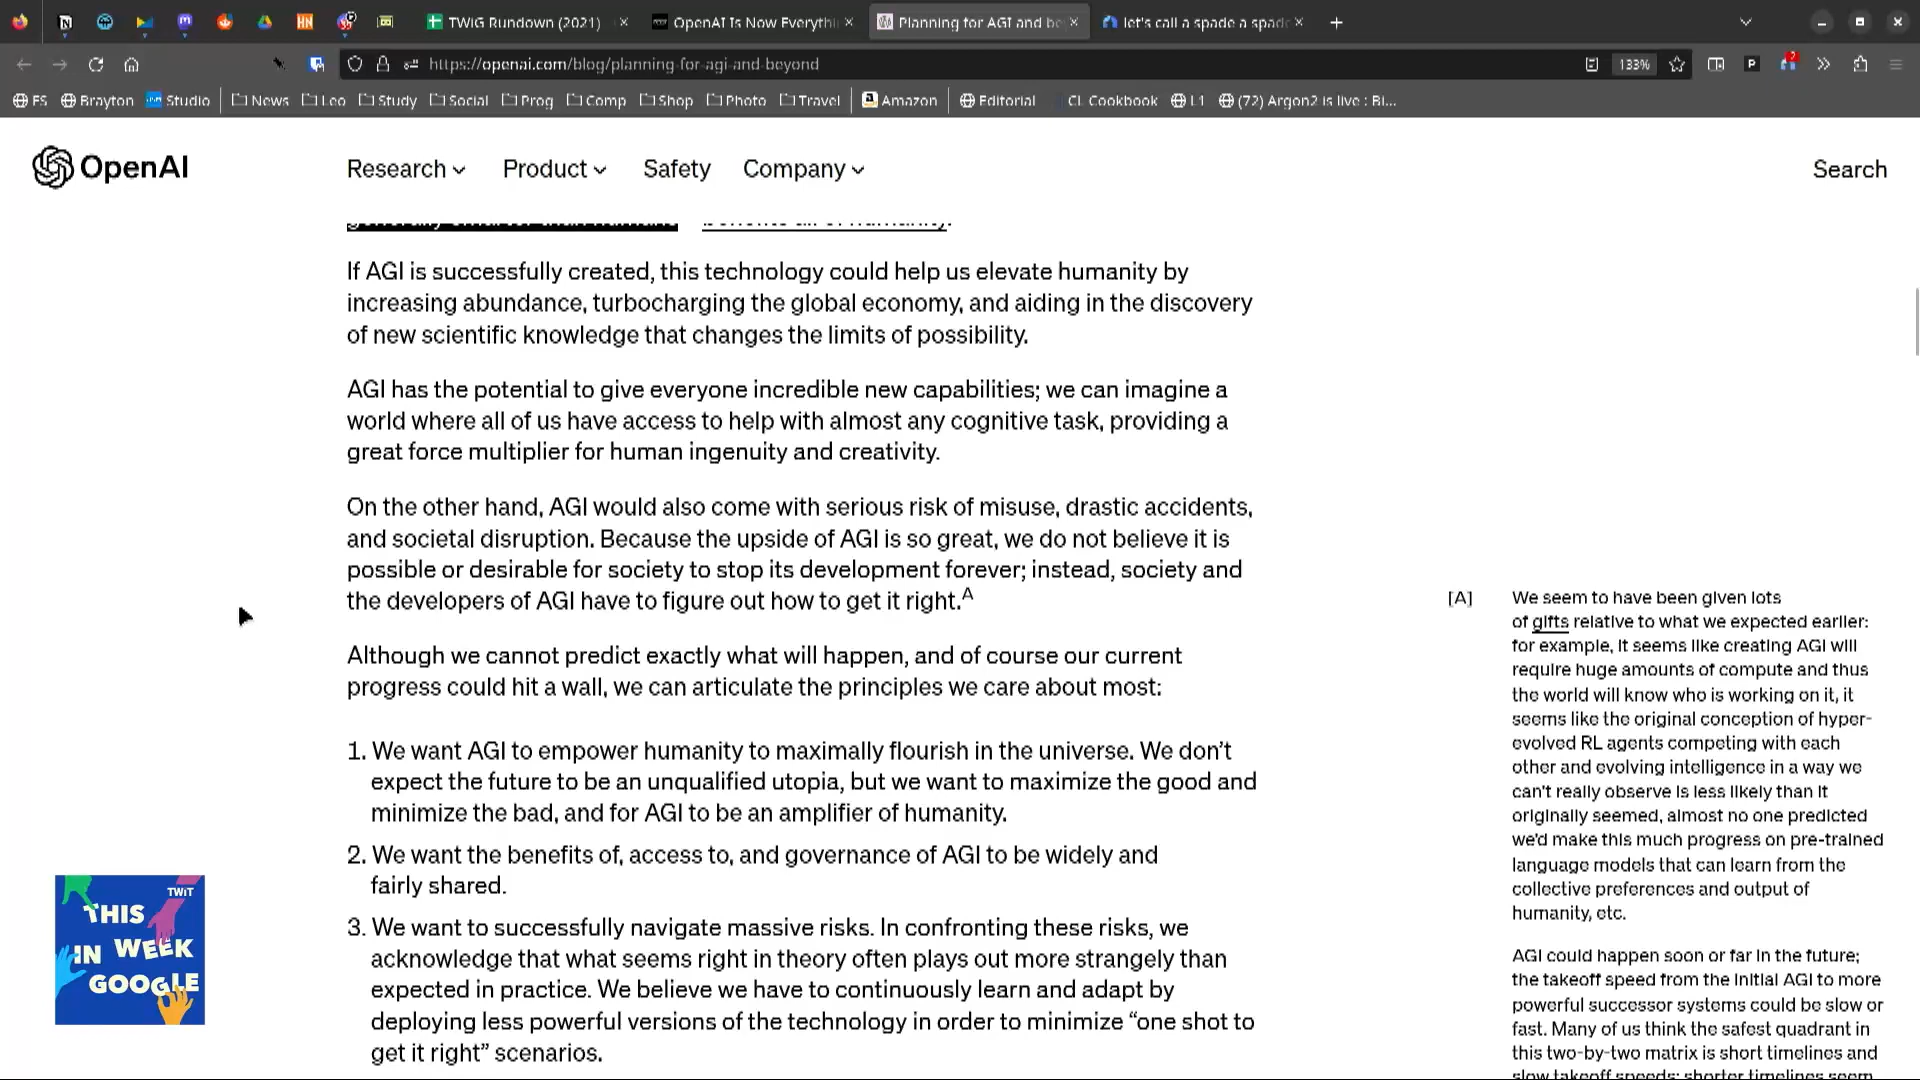 TWiG Rundown (2021)
OpenAI Is Now Everythi
Planning for AGI and be
let's call a spade a spad
https://openai.com/blog/planning-for-agi-and-beyond
133%
FS Brayton Studio News Leo Study Social Prog Comp Shop Photo Travel Amazon Editorial CL Cookbook L1 (72) Argon2 is live : Bl...
OpenAI
Research Product Safety Company Search
generally smarter than humans benefits all of humanity.
If AGI is successfully created, this technology could help us elevate humanity by
increasing abundance, turbocharging the global economy, and aiding in the discovery
of new scientific knowledge that changes the limits of possibility.
AGI has the potential to give everyone incredible new capabilities; we can imagine a
world where all of us have access to help with almost any cognitive task, providing a
great force multiplier for human ingenuity and creativity.
On the other hand, AGI would also come with serious risk of misuse, drastic accidents,
and societal disruption. Because the upside of AGI is so great, we do not believe it is
possible or desirable for society to stop its development forever; instead, society and
the developers of AGI have to figure out how to get it right.A
Although we cannot predict exactly what will happen, and of course our current
progress could hit a wall, we can articulate the principles we care about most:
1. We want AGI to empower humanity to maximally flourish in the universe. We don’t
expect the future to be an unqualified utopia, but we want to maximize the good and
minimize the bad, and for AGI to be an amplifier of humanity.
2. We want the benefits of, access to, and governance of AGI to be widely and
fairly shared.
3. We want to successfully navigate massive risks. In confronting these risks, we
acknowledge that what seems right in theory often plays out more strangely than
expected in practice. We believe we have to continuously learn and adapt by
deploying less powerful versions of the technology in order to minimize “one shot to
get it right” scenarios.
[A] We seem to have been given lots
of gifts relative to what we expected earlier:
for example, it seems like creating AGI will
require huge amounts of compute and thus
the world will know who is working on it, it
seems like the original conception of hyper-
evolved RL agents competing with each
other and evolving intelligence in a way we
can’t really observe is less likely than it
originally seemed, almost no one predicted
we’d make this much progress on pre-trained
language models that can learn from the
collective preferences and output of
humanity, etc.
AGI could happen soon or far in the future;
the takeoff speed from the initial AGI to more
powerful successor systems could be slow or
fast. Many of us think the safest quadrant in
this two-by-two matrix is short timelines and
slow takeoff speeds; shorter timelines seem
TWiT
THIS
IN WEEK
GOOGLE